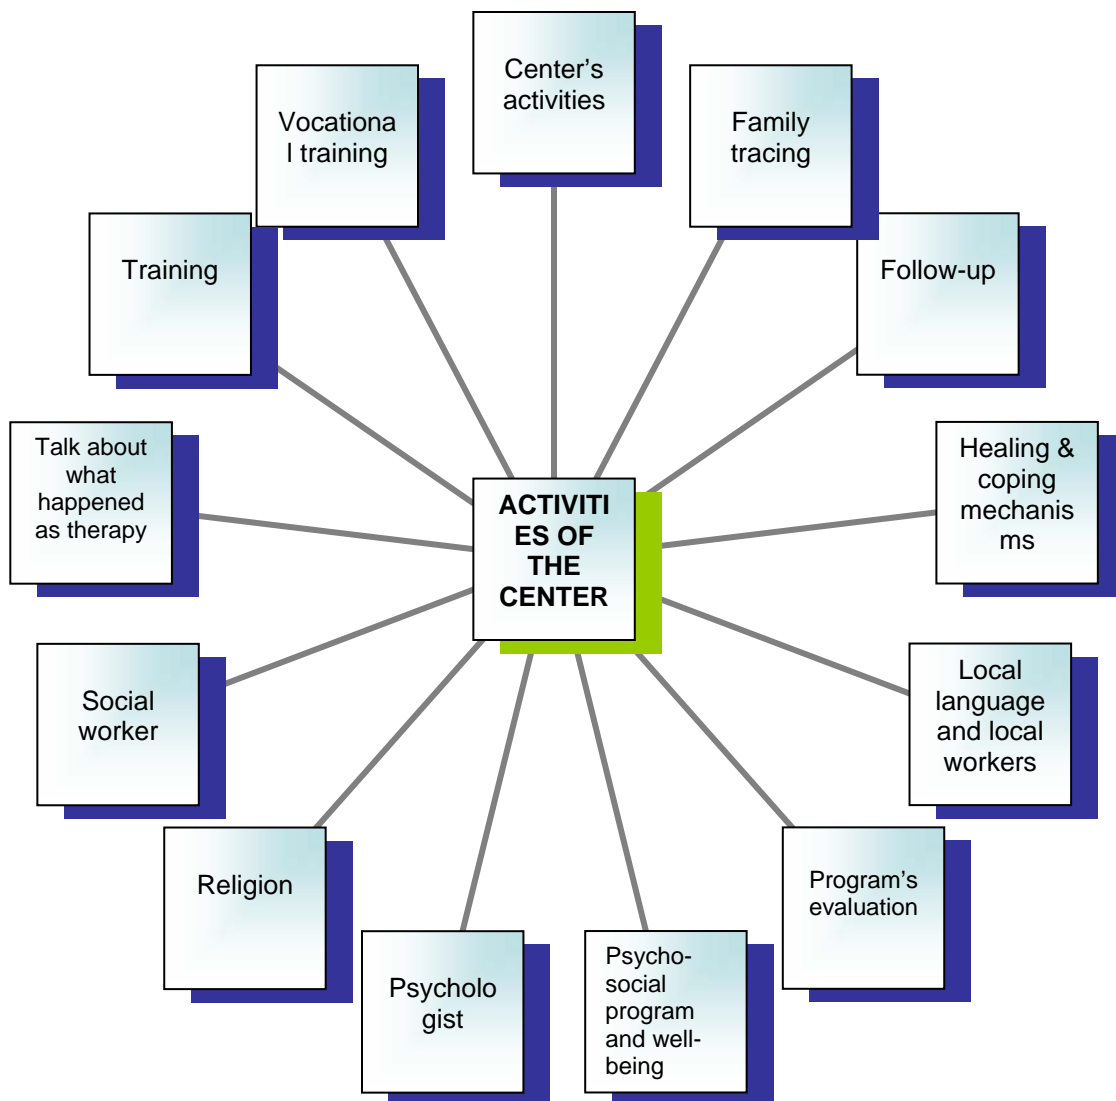 Center's
activities
Family
tracing
Follow-up
Healing &
coping
mechanis
ms
Local
language
and local
workers
Program's
evaluation
Psycho-
social
program
and well-
being
Psycholo
gist
Religion
Social
worker
Talk about
what
happened
as therapy
Training
Vocationa
l training
ACTIVITI
ES OF
THE
CENTER